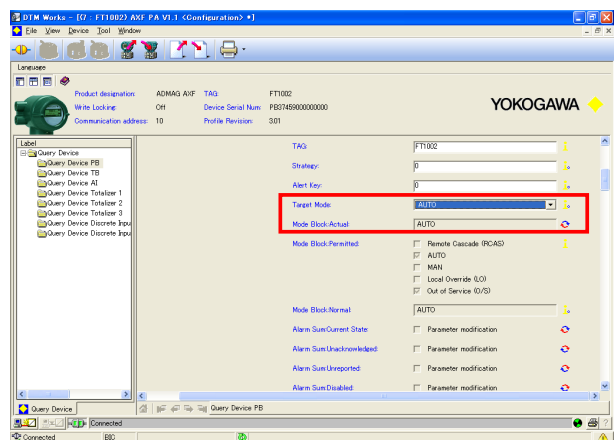 DTM Works - [(7 : FT1002) AXF PA V1.1 <Configuration> *]
File View Device Tool Window
Language
Product designation: ADMAG AXF TAG: FT1002
Write Locking: Off Device Serial Num: PB37459000000000
Communication address: 10 Profile Revision: 3.01
YOKOGAWA
Label
Query Device
Query Device PB
Query Device TB
Query Device AI
Query Device Totalizer 1
Query Device Totalizer 2
Query Device Totalizer 3
Query Device Discrete Inpu
Query Device Discrete Inpu
TAG: FT1002
Strategy: 0
Alert Key: 0
Target Mode: AUTO
Mode Block:Actual: AUTO
Mode Block:Permitted: Remote Cascade (RCAS)
AUTO
MAN
Local Override (LO)
Out of Service (O/S)
Mode Block:Normal: AUTO
Alarm Sum:Current State: Parameter modification
Alarm Sum:Unacknowledged: Parameter modification
Alarm Sum:Unreported: Parameter modification
Alarm Sum:Disabled: Parameter modification
Query Device
Query Device PB
Connected
Connected